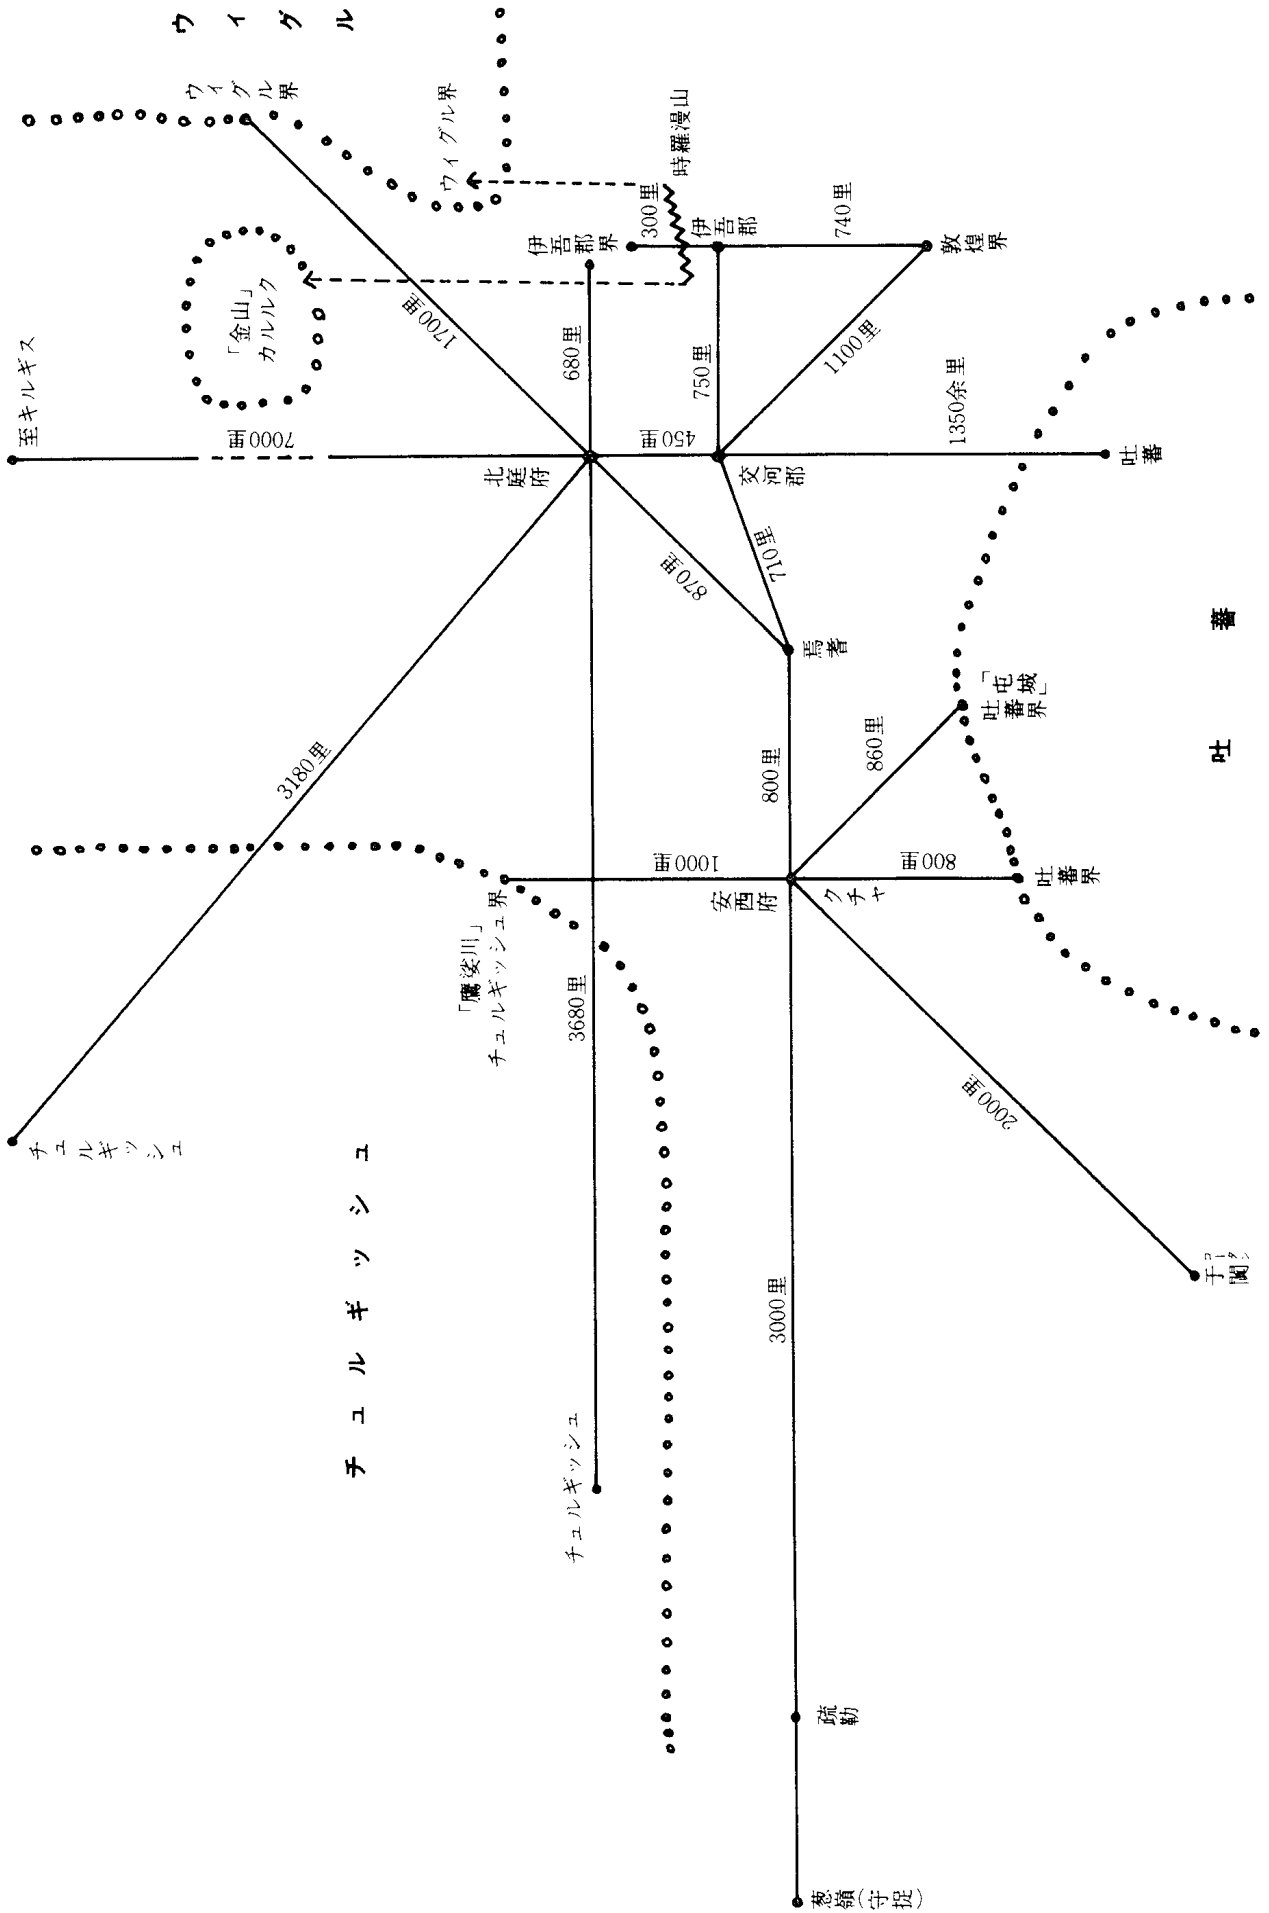 ウイグル
ウイグル界
ウィグル界
時羅漫山
至キルギス
「金山」
カルルク
7000里
1700里
伊吾郡界
300里
伊吾郡
740里
敦煌界
680里
750里
1100里
北庭府
450里
交河郡
1350余里
吐蕃
870里
710里
焉耆
3180里
チュルギッシュ
「鷹娑川」
チュルギッシュ界
1000里
3680里
800里
安西府
クチャ
860里
「屯城」
吐蕃界
800里
吐蕃界
吐蕃
チュルギッシュ
チュルギッシュ
3000里
2000里
コータン
于闐
疏勒
葱嶺(守捉)